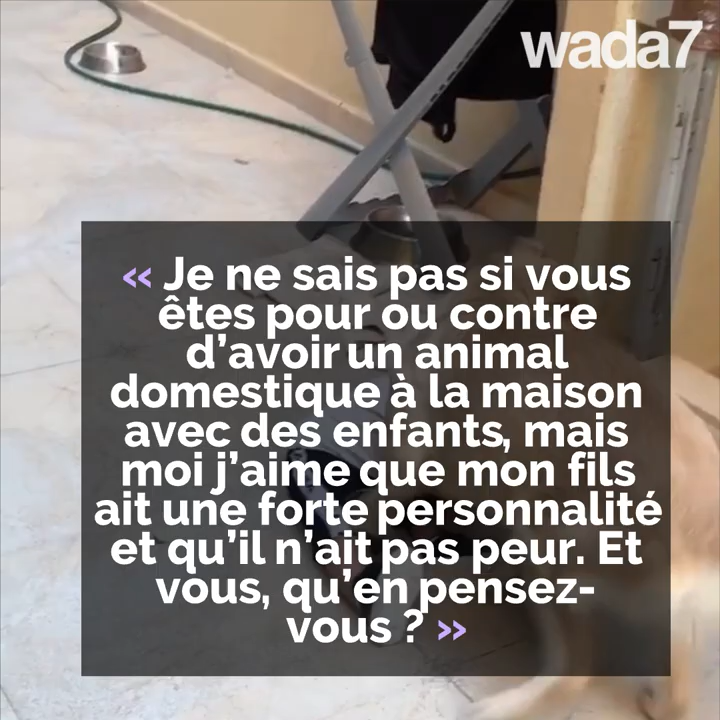 wada7
« Je ne sais pas si vous
êtes pour ou contre
d’avoir un animal
domestique à la maison
avec des enfants, mais
moi j’aime que mon fils
ait une forte personnalité
et qu’il n’ait pas peur. Et
vous, qu’en pensez-
vous ? »